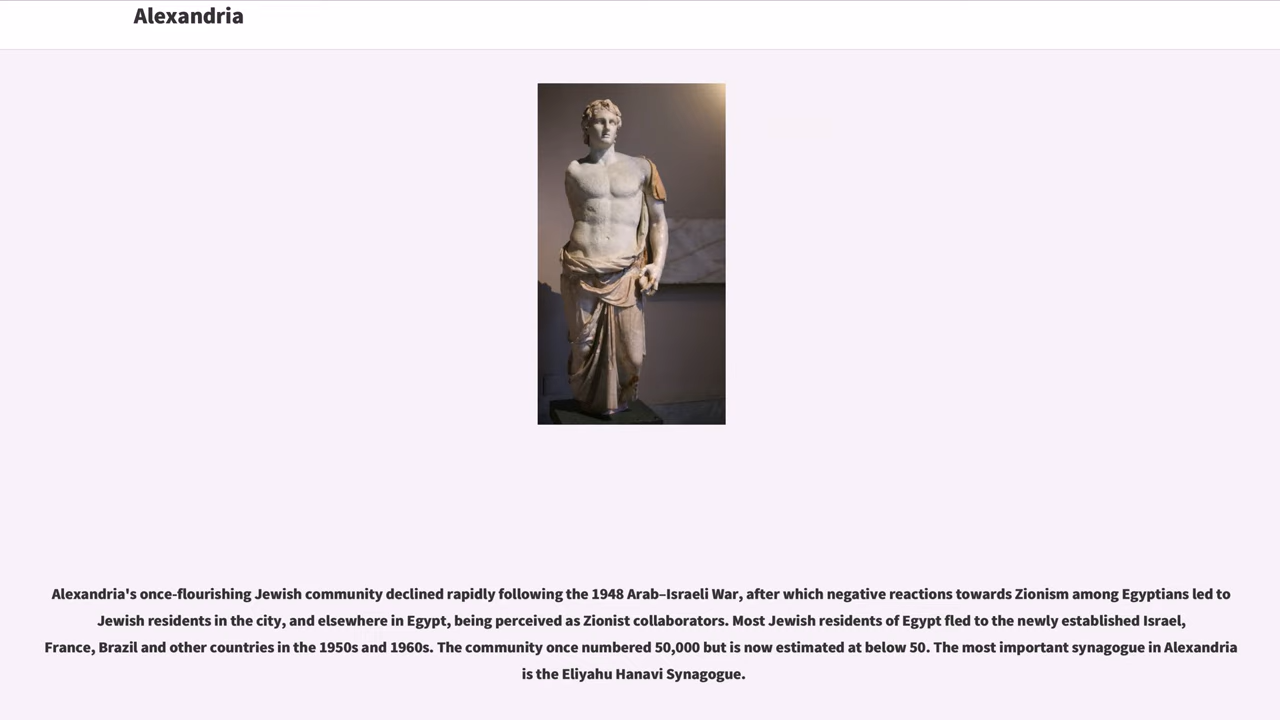 Alexandria
Alexandria's once-flourishing Jewish community declined rapidly following the 1948 Arab–Israeli War, after which negative reactions towards Zionism among Egyptians led to
Jewish residents in the city, and elsewhere in Egypt, being perceived as Zionist collaborators. Most Jewish residents of Egypt fled to the newly established Israel,
France, Brazil and other countries in the 1950s and 1960s. The community once numbered 50,000 but is now estimated at below 50. The most important synagogue in Alexandria
is the Eliyahu Hanavi Synagogue.